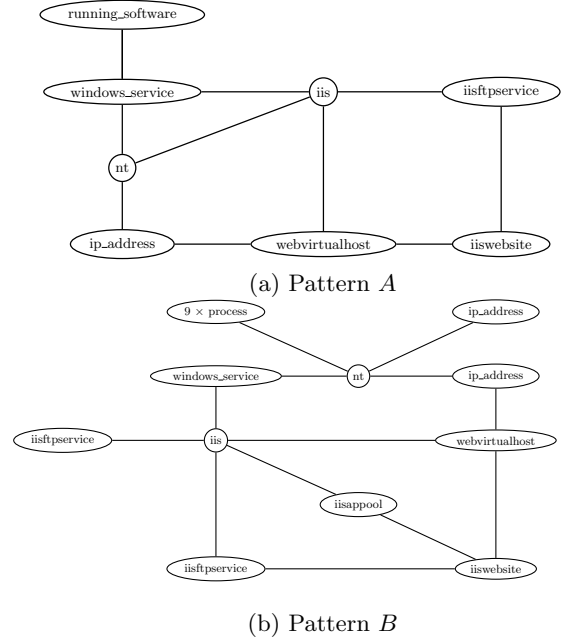 running_software
windows_service iis iisftpservice
nt
ip_address webvirtualhost iiswebsite
(a) Pattern A
9 × process ip_address
windows_service nt ip_address
iisftpservice iis webvirtualhost
iisappool
iisftpservice iiswebsite
(b) Pattern B